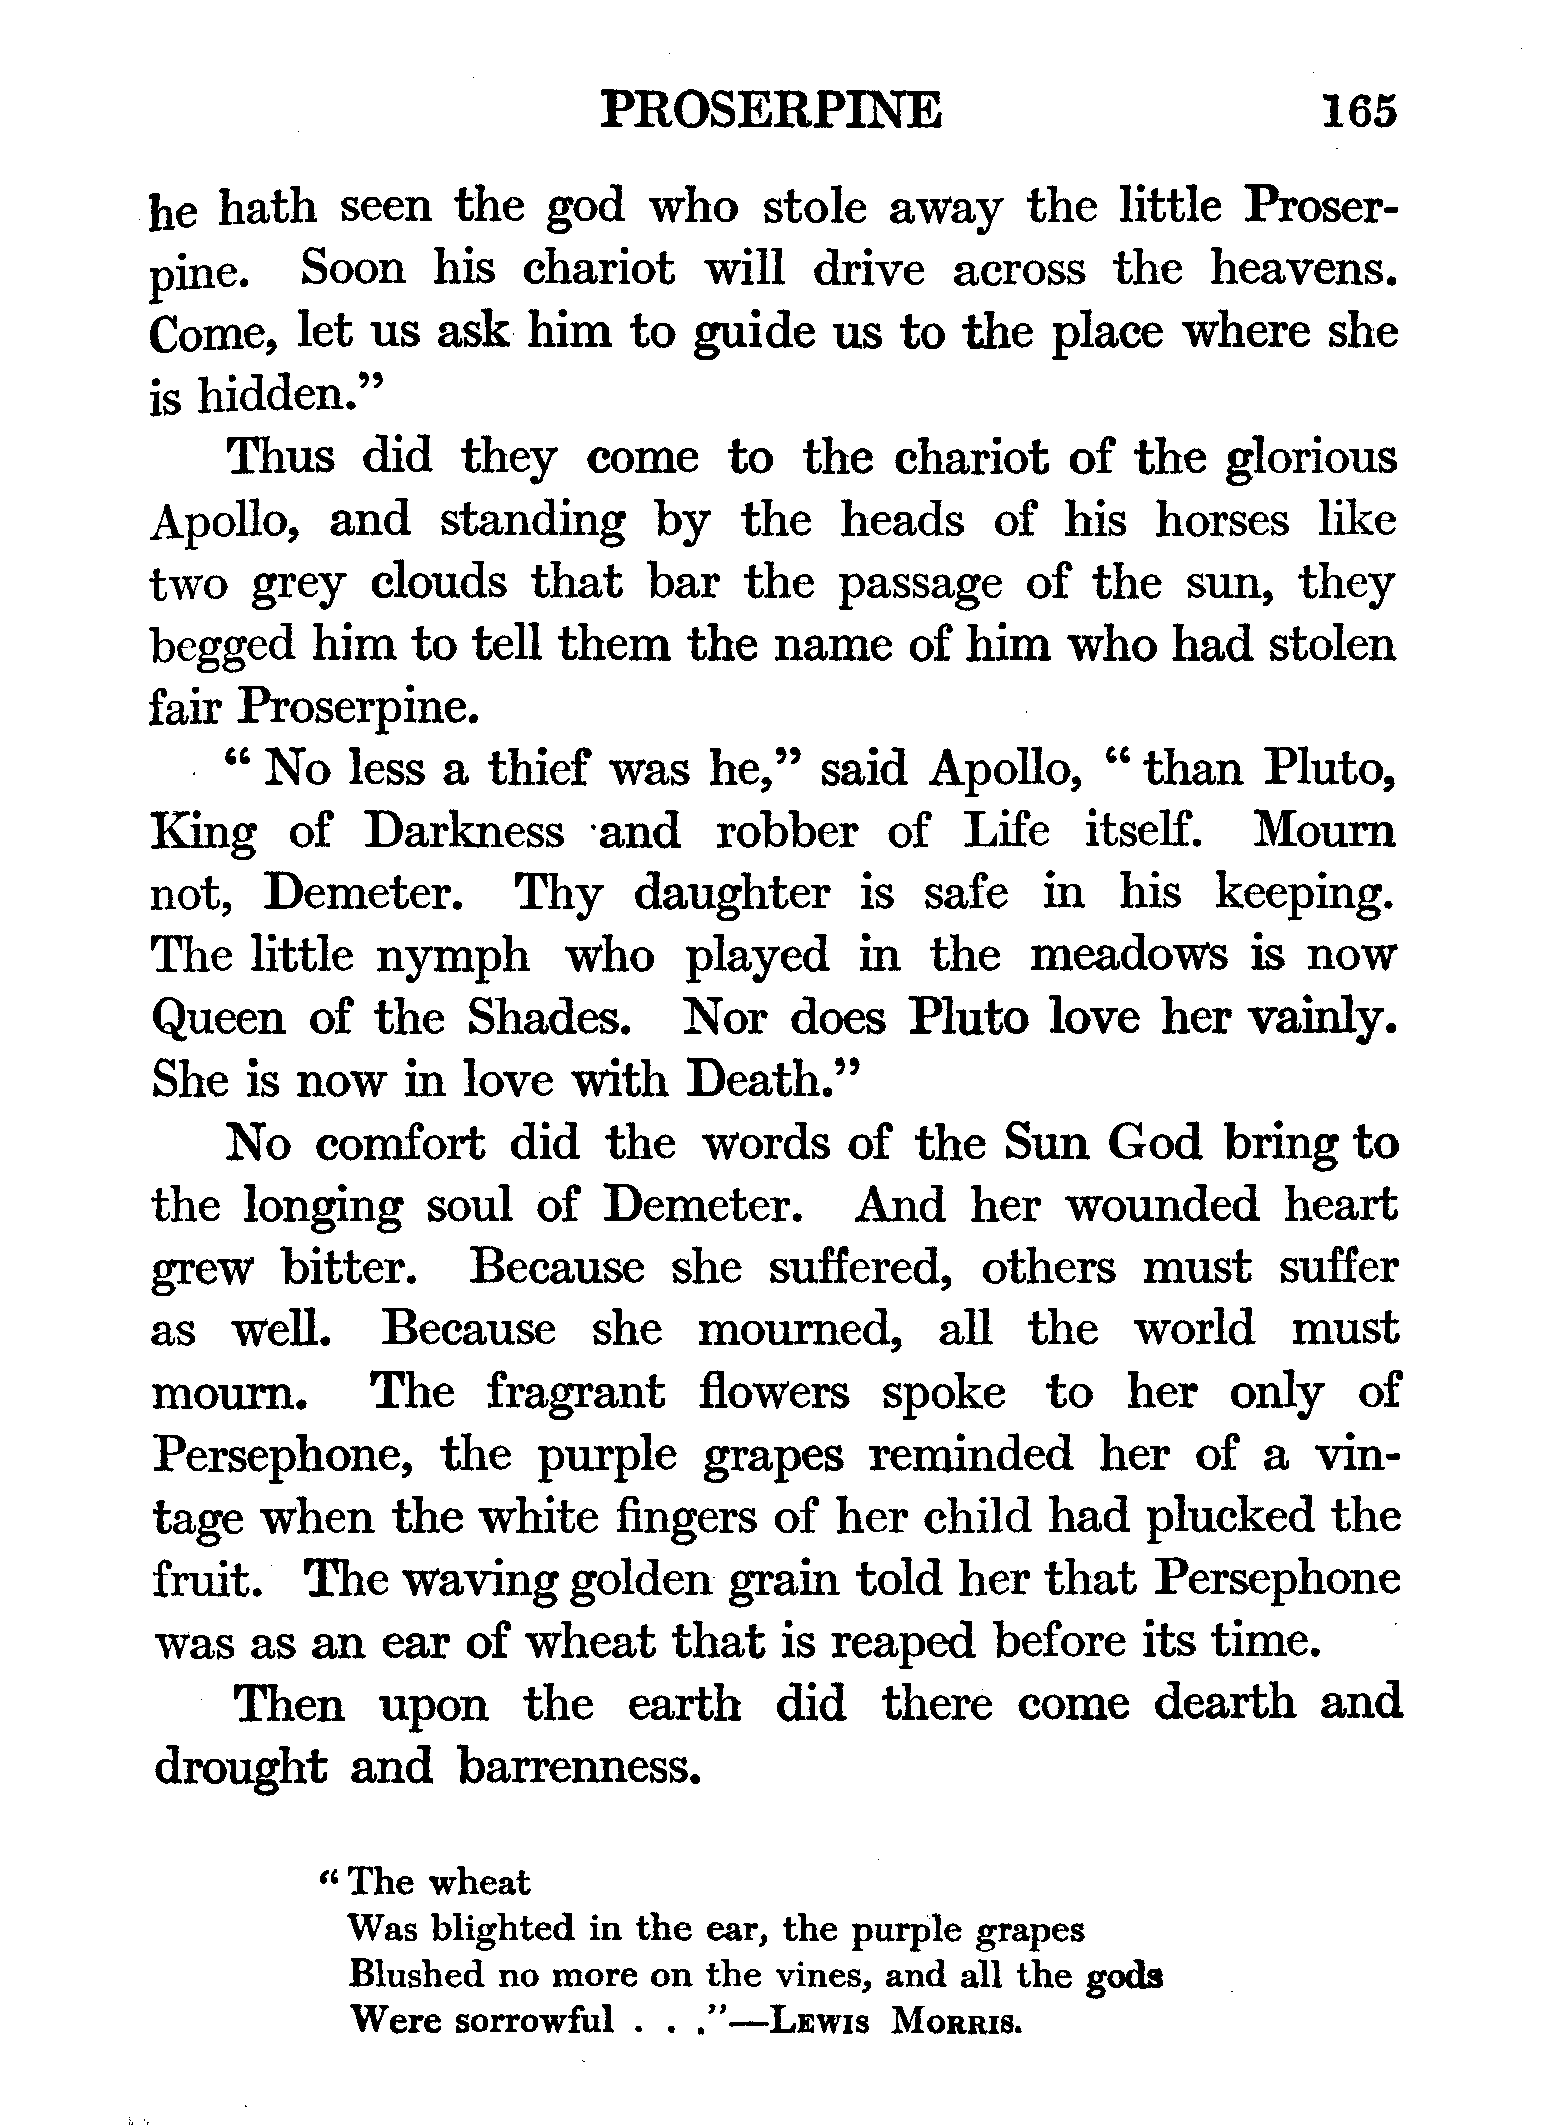 PROSERPINE 165
he hath seen the god who stole away the little Proser-
pine. Soon his chariot will drive across the heavens.
Come, let us ask him to guide us to the place where she
is hidden.”
Thus did they come to the chariot of the glorious
Apollo, and standing by the heads of his horses like
two grey clouds that bar the passage of the sun, they
begged him to tell them the name of him who had stolen
fair Proserpine.
“ No less a thief was he,” said Apollo, “ than Pluto,
King of Darkness and robber of Life itself. Mourn
not, Demeter. Thy daughter is safe in his keeping.
The little nymph who played in the meadows is now
Queen of the Shades. Nor does Pluto love her vainly.
She is now in love with Death.”
No comfort did the words of the Sun God bring to
the longing soul of Demeter. And her wounded heart
grew bitter. Because she suffered, others must suffer
as well. Because she mourned, all the world must
mourn. The fragrant flowers spoke to her only of
Persephone, the purple grapes reminded her of a vin-
tage when the white fingers of her child had plucked the
fruit. The waving golden grain told her that Persephone
was as an ear of wheat that is reaped before its time.
Then upon the earth did there come dearth and
drought and barrenness.
“ The wheat
Was blighted in the ear, the purple grapes
Blushed no more on the vines, and all the gods
Were sorrowful . . .”—LEWIS MORRIS.